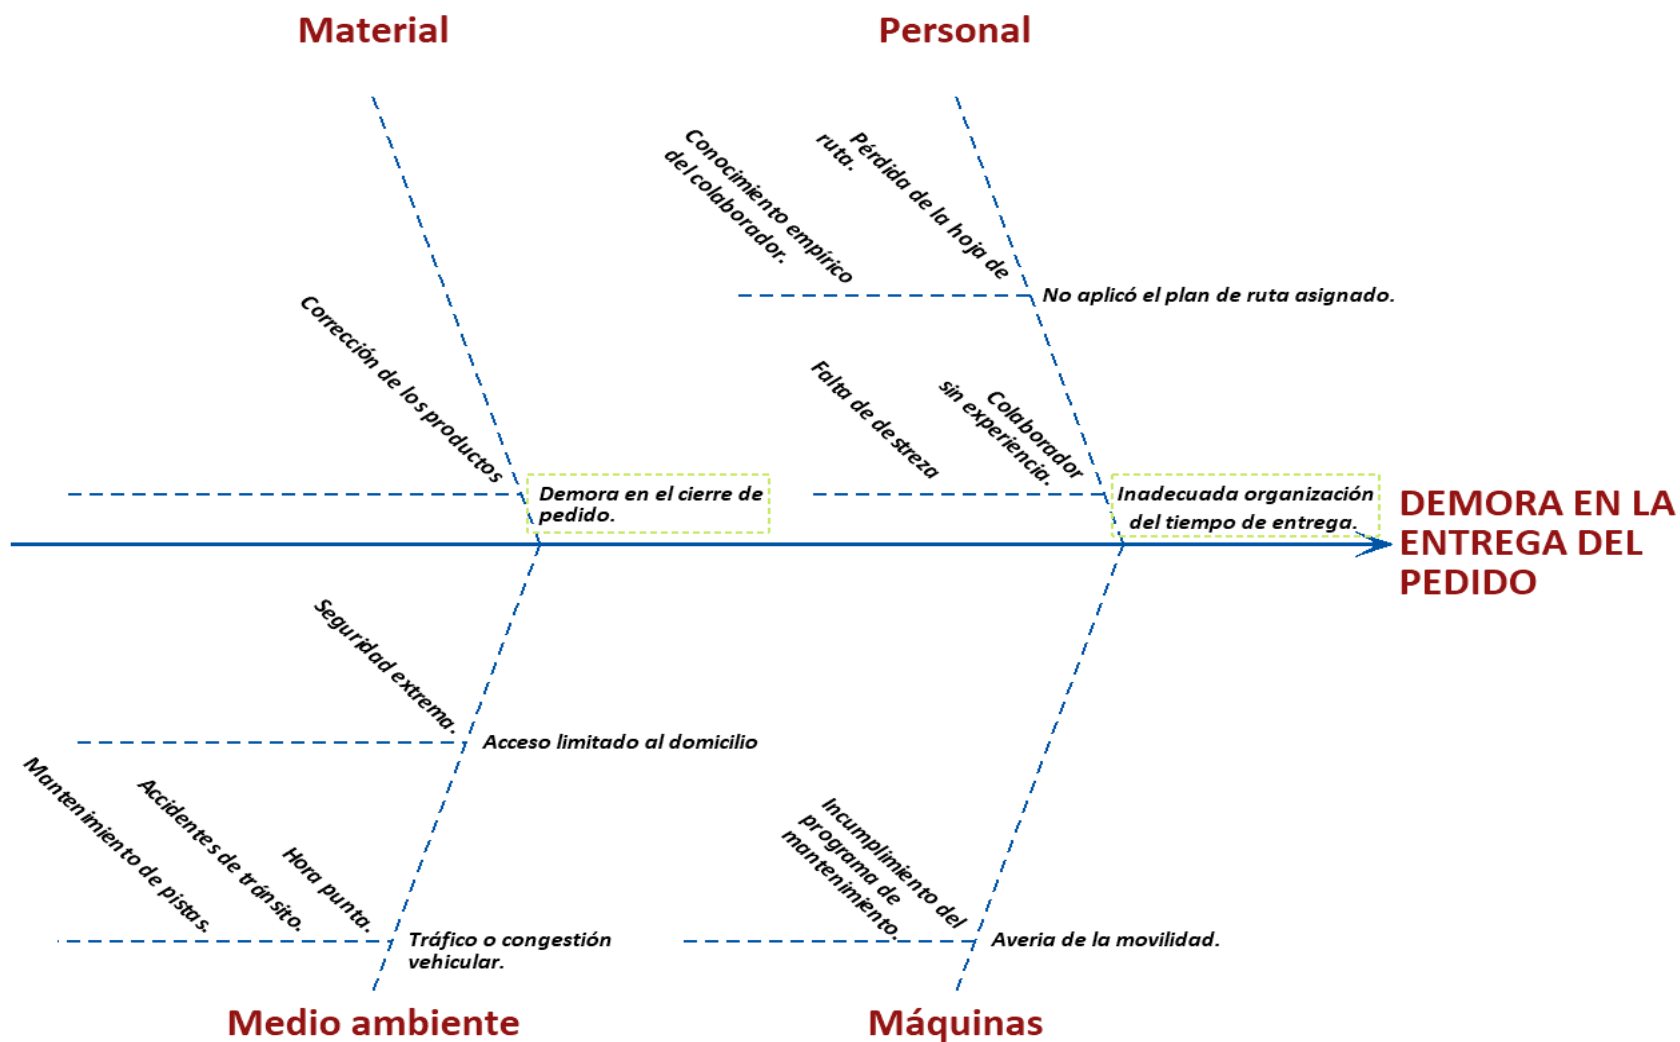 Material
Personal
Conocimiento empírico
del colaborador.
Pérdida de la hoja de
ruta.
No aplicó el plan de ruta asignado.
Corrección de los productos
Falta de destreza
Colaborador
sin experiencia.
Demora en el cierre de
pedido.
Inadecuada organización
del tiempo de entrega.
DEMORA EN LA
ENTREGA DEL
PEDIDO
Seguridad extrema.
Acceso limitado al domicilio
Mantenimiento de pistas.
Accidentes de tránsito.
Hora punta.
Tráfico o congestión
vehicular.
Incumplimiento del
programa de
mantenimiento.
Averia de la movilidad.
Medio ambiente
Máquinas